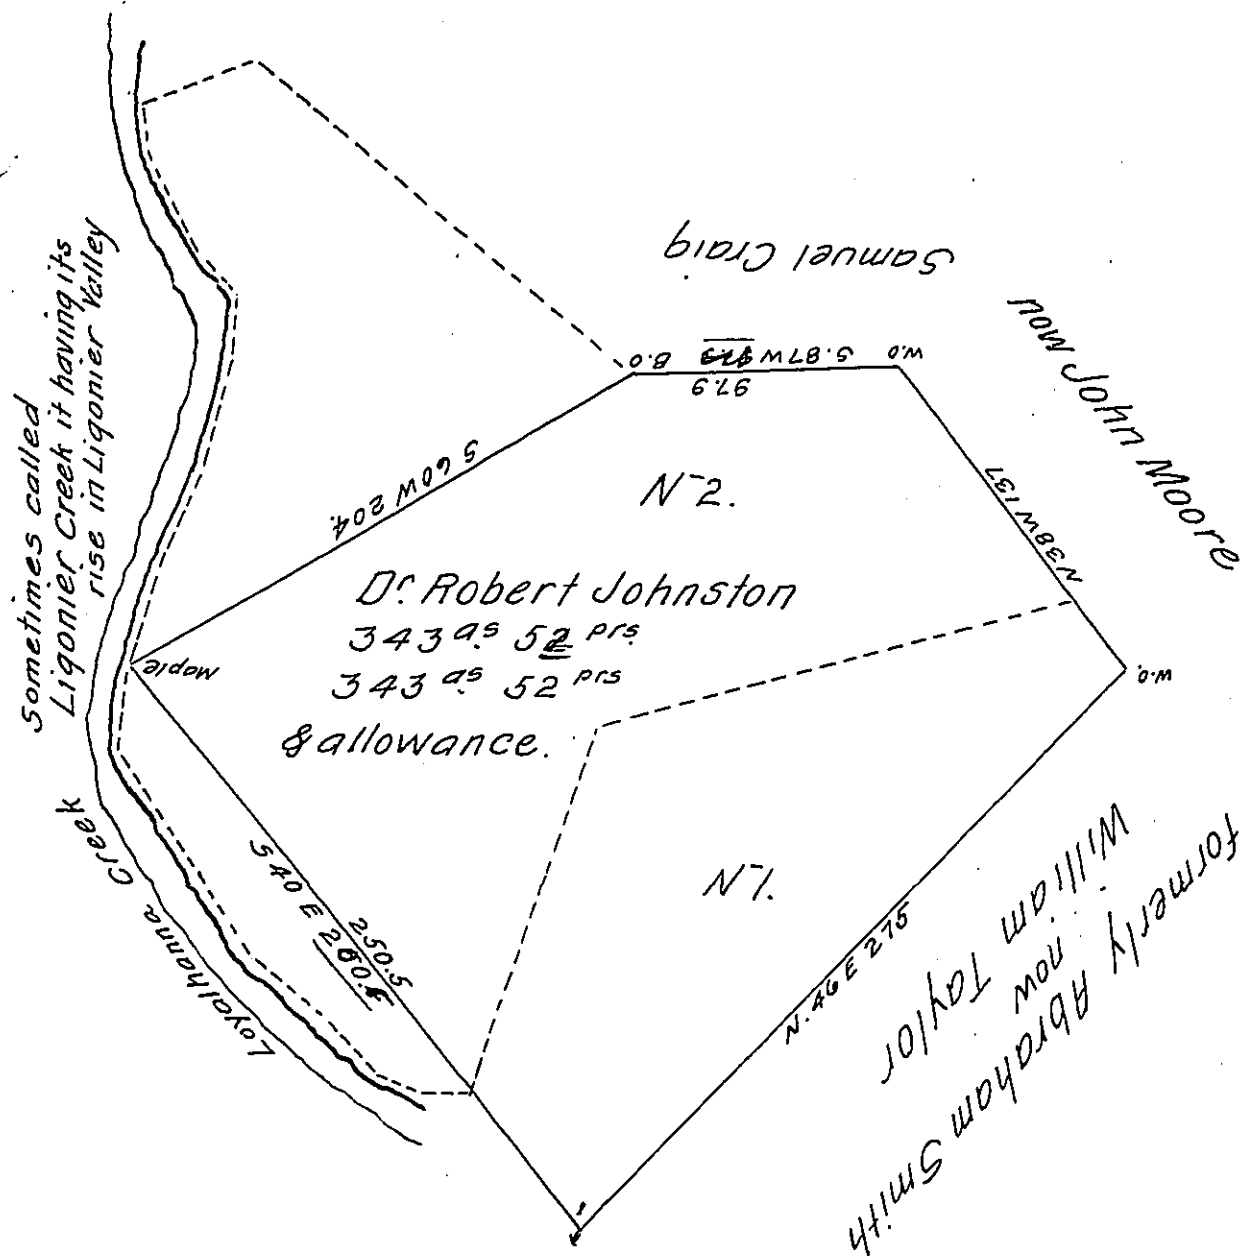 Sometimes called
Ligonier Creek it having its
rise in Ligonier Valley
Samuel Craig
now John Moore
B.O
S.87W
W.O.
97.9
S 60 W 204.
N 38 W 137
N-2.
Dr. Robert Johnston
343 as. 52 prs.
343 as. 52 prs
& allowance.
Maple
W.O.
Loyalhanna Creek
S 40 E
250.5
N-1.
N. 46 E 275
formerly Abraham Smith
now
William Taylor